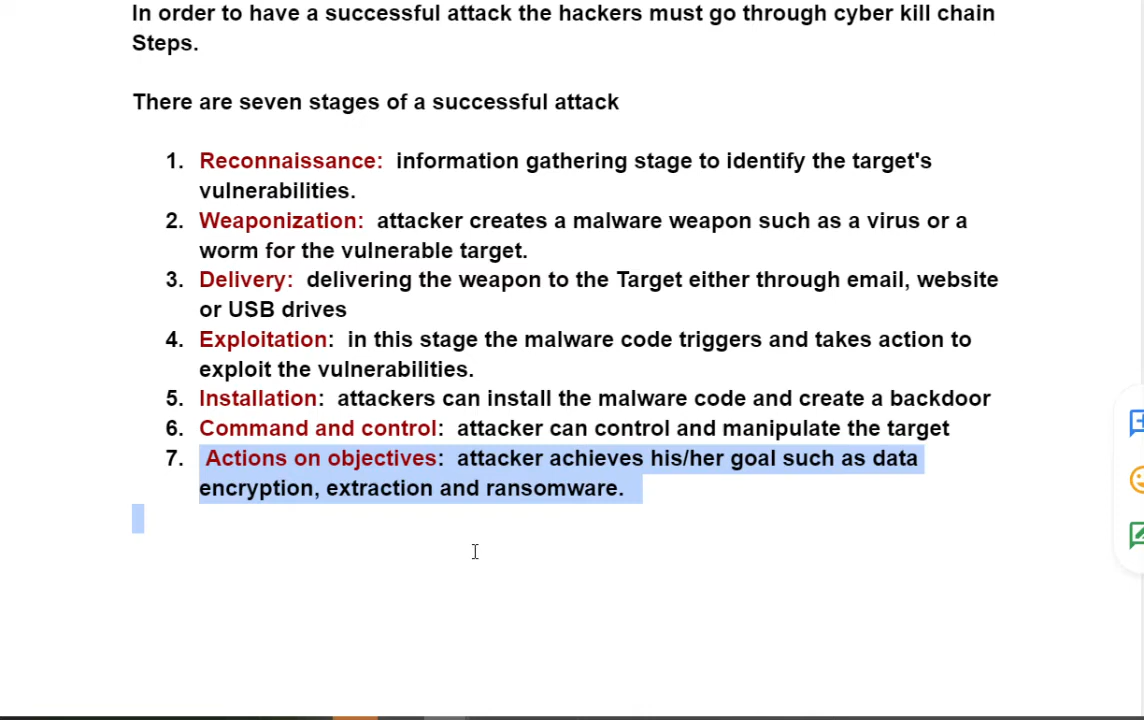 In order to have a successful attack the hackers must go through cyber kill chain
Steps.
There are seven stages of a successful attack
1. Reconnaissance: information gathering stage to identify the target's
vulnerabilities.
2. Weaponization: attacker creates a malware weapon such as a virus or a
worm for the vulnerable target.
3. Delivery: delivering the weapon to the Target either through email, website
or USB drives
4. Exploitation: in this stage the malware code triggers and takes action to
exploit the vulnerabilities.
5. Installation: attackers can install the malware code and create a backdoor
6. Command and control: attacker can control and manipulate the target
7. Actions on objectives: attacker achieves his/her goal such as data
encryption, extraction and ransomware.